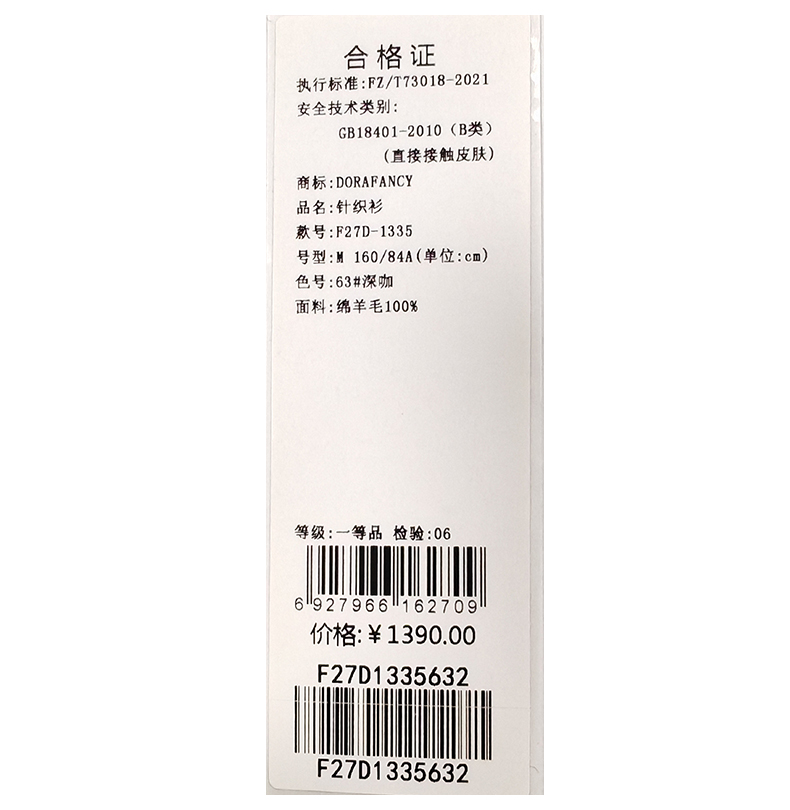 合格证
执行标准:FZ/T73018-2021
安全技术类别:
GB18401-2010（B类）
(直接接触皮肤)
商标:DORAFANCY
品名:针织衫
款号:F27D-1335
号型:M 160/84A(单位:cm)
色号:63#深咖
面料:绵羊毛100%
等级:一等品 检验:06
6 927966 162709
价格:￥1390.00
F27D1335632
F27D1335632